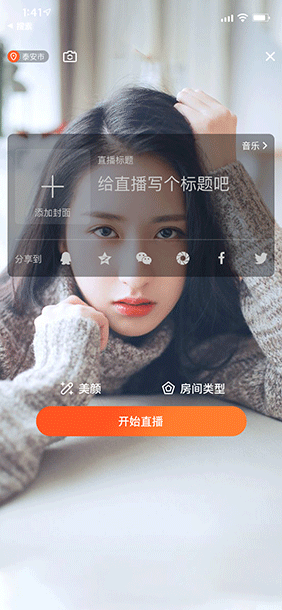 1:41
搜索
泰安市
音乐
直播标题
给直播写个标题吧
添加封面
分享到
美颜
房间类型
开始直播